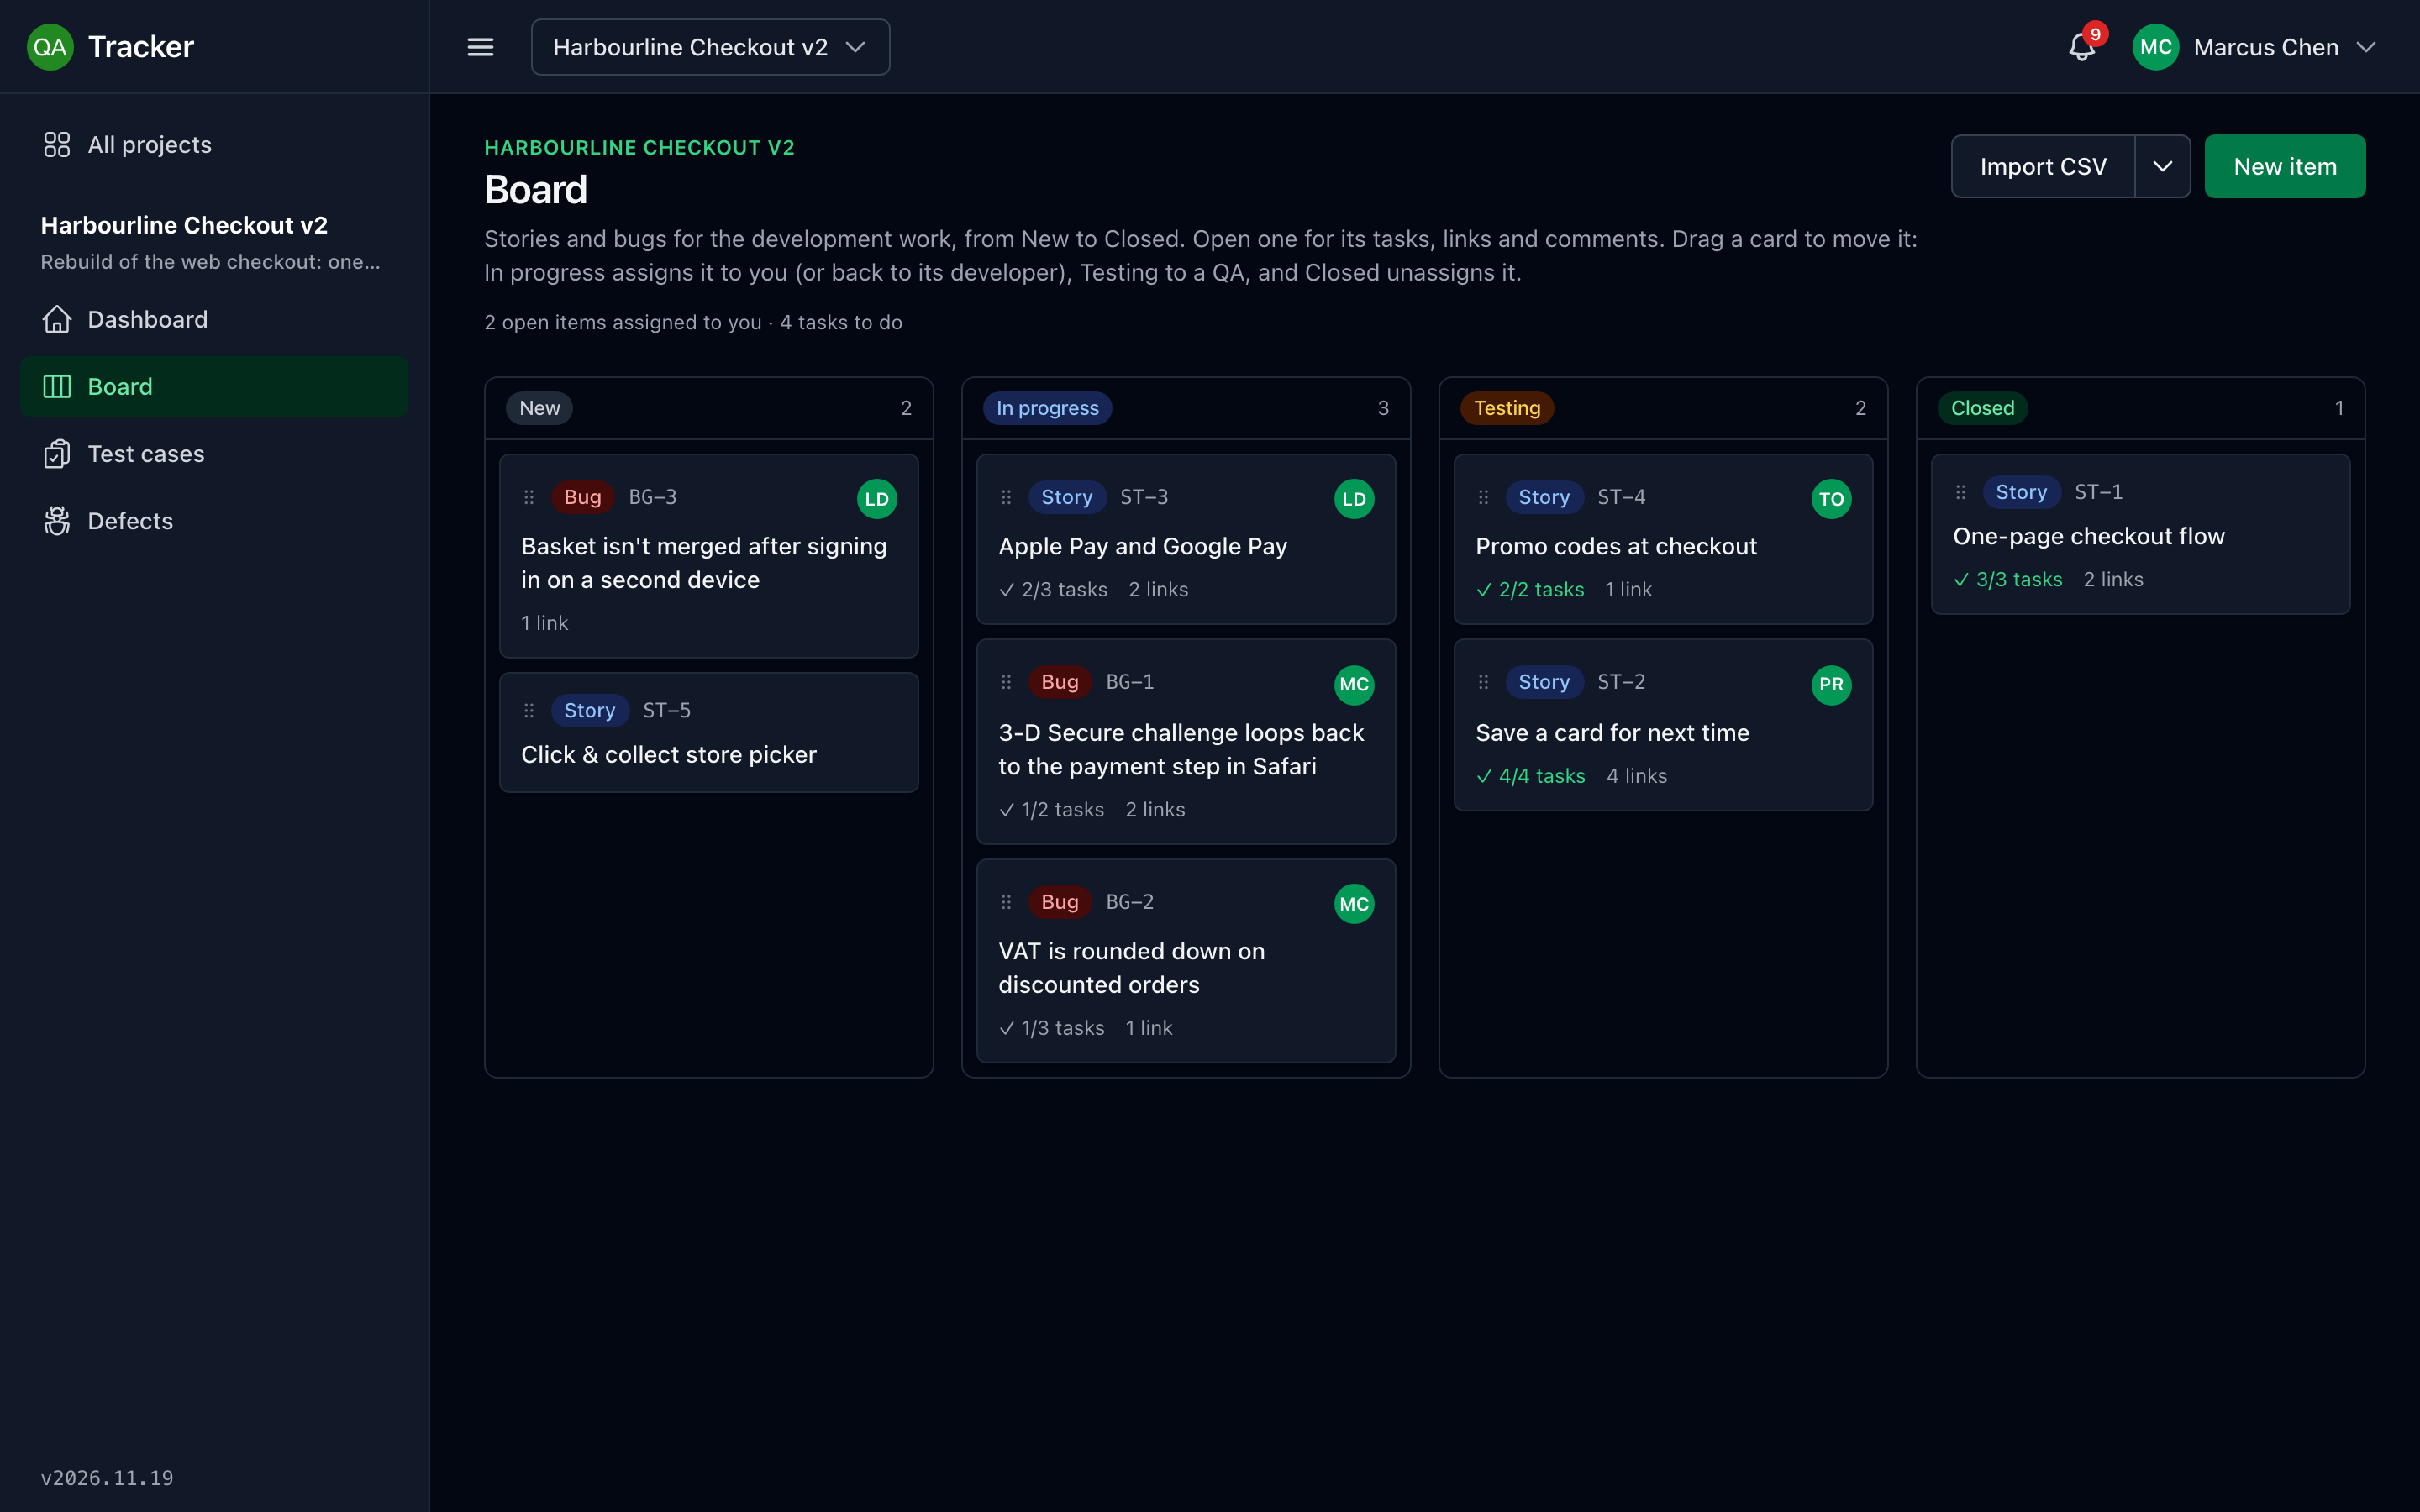 QA Tracker
Harbourline Checkout v2
9
MC Marcus Chen
All projects
Harbourline Checkout v2
Rebuild of the web checkout: one...
Dashboard
Board
Test cases
Defects
v2026.11.19
HARBOURLINE CHECKOUT V2
Board
Import CSV
New item
Stories and bugs for the development work, from New to Closed. Open one for its tasks, links and comments. Drag a card to move it:
In progress assigns it to you (or back to its developer), Testing to a QA, and Closed unassigns it.
2 open items assigned to you · 4 tasks to do
New 2
Bug BG-3 LD
Basket isn't merged after signing
in on a second device
1 link
Story ST-5
Click & collect store picker
In progress 3
Story ST-3 LD
Apple Pay and Google Pay
✓ 2/3 tasks 2 links
Bug BG-1 MC
3-D Secure challenge loops back
to the payment step in Safari
✓ 1/2 tasks 2 links
Bug BG-2 MC
VAT is rounded down on
discounted orders
✓ 1/3 tasks 1 link
Testing 2
Story ST-4 TO
Promo codes at checkout
✓ 2/2 tasks 1 link
Story ST-2 PR
Save a card for next time
✓ 4/4 tasks 4 links
Closed 1
Story ST-1
One-page checkout flow
✓ 3/3 tasks 2 links